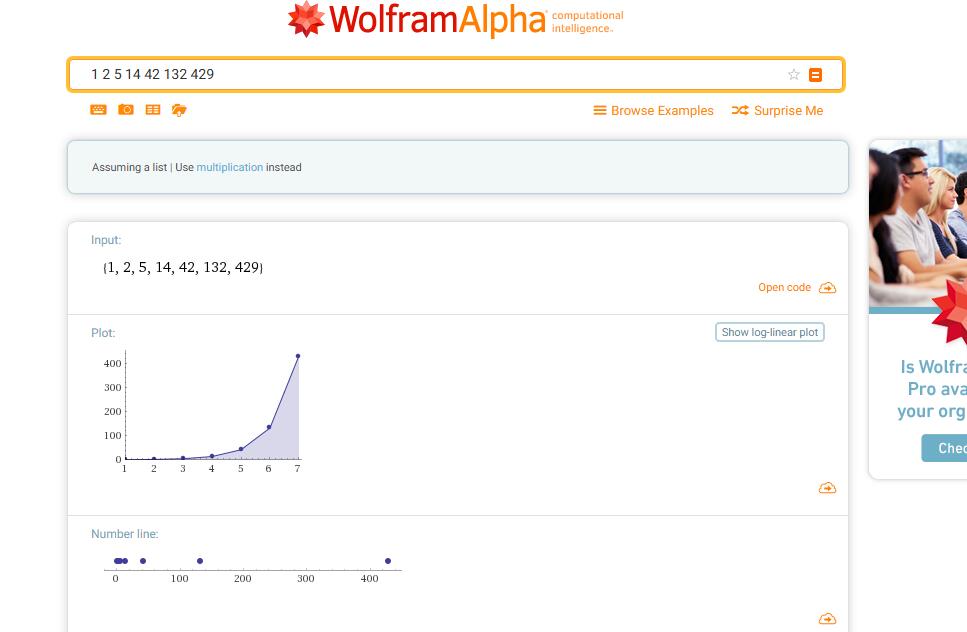 WolframAlpha computational
intelligence.
1 2 5 14 42 132 429
Browse Examples Surprise Me
Assuming a list | Use multiplication instead
Input:
{1, 2, 5, 14, 42, 132, 429}
Open code
Plot:
Show log-linear plot
400
300
200
100
0
1 2 3 4 5 6 7
Number line:
0 100 200 300 400
Is Wolfra
Pro ava
your org
Chec